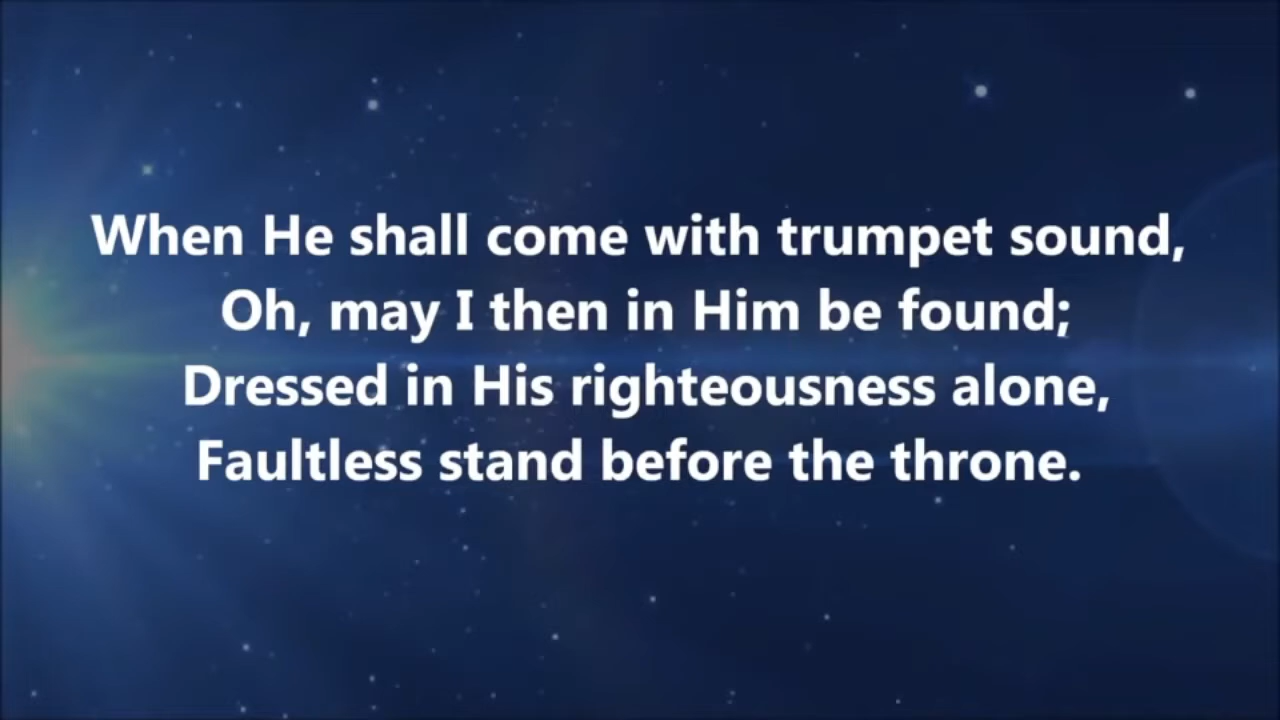 When He shall come with trumpet sound,
Oh, may I then in Him be found;
Dressed in His righteousness alone,
Faultless stand before the throne.